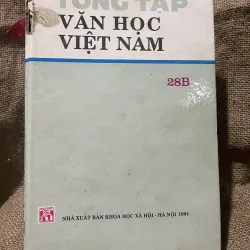 TỔNG TẬP
VĂN HỌC
VIỆT NAM
28B
NHÀ XUẤT BẢN KHOA HỌC XÃ HỘI - HÀ NỘI 1994